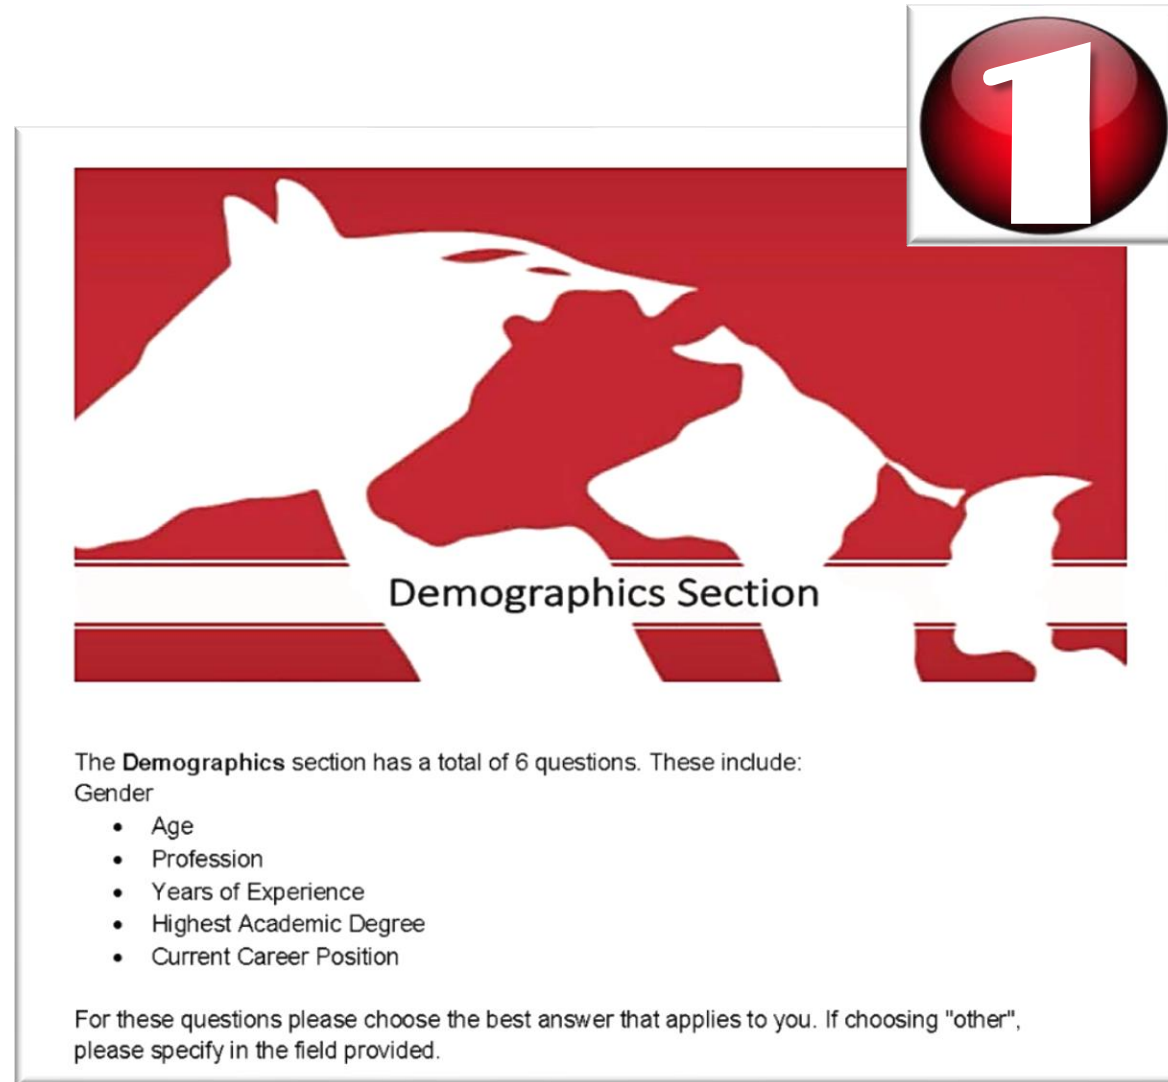 1
Demographics Section
The Demographics section has a total of 6 questions. These include:
Gender
• Age
• Profession
• Years of Experience
• Highest Academic Degree
• Current Career Position
For these questions please choose the best answer that applies to you. If choosing "other",
please specify in the field provided.